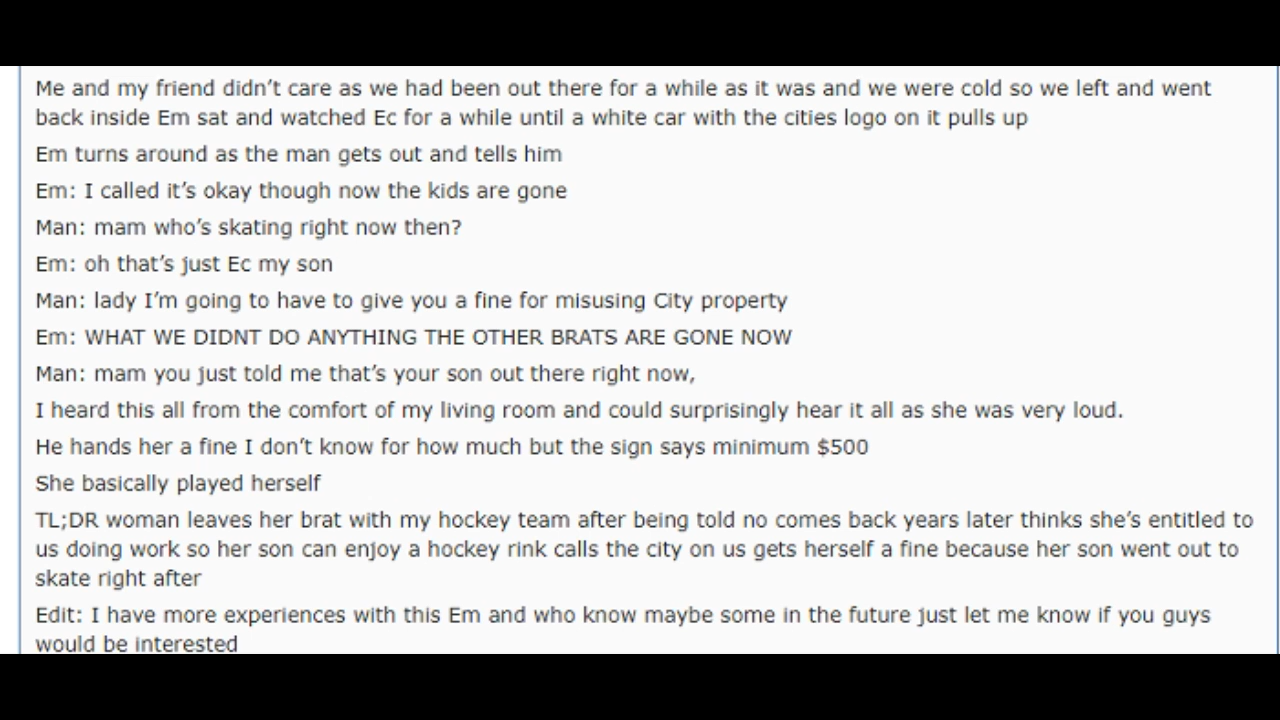 Me and my friend didn’t care as we had been out there for a while as it was and we were cold so we left and went
back inside Em sat and watched Ec for a while until a white car with the cities logo on it pulls up
Em turns around as the man gets out and tells him
Em: I called it’s okay though now the kids are gone
Man: mam who’s skating right now then?
Em: oh that’s just Ec my son
Man: lady I’m going to have to give you a fine for misusing City property
Em: WHAT WE DIDNT DO ANYTHING THE OTHER BRATS ARE GONE NOW
Man: mam you just told me that’s your son out there right now,
I heard this all from the comfort of my living room and could surprisingly hear it all as she was very loud.
He hands her a fine I don’t know for how much but the sign says minimum $500
She basically played herself
TL;DR woman leaves her brat with my hockey team after being told no comes back years later thinks she’s entitled to
us doing work so her son can enjoy a hockey rink calls the city on us gets herself a fine because her son went out to
skate right after
Edit: I have more experiences with this Em and who know maybe some in the future just let me know if you guys
would be interested